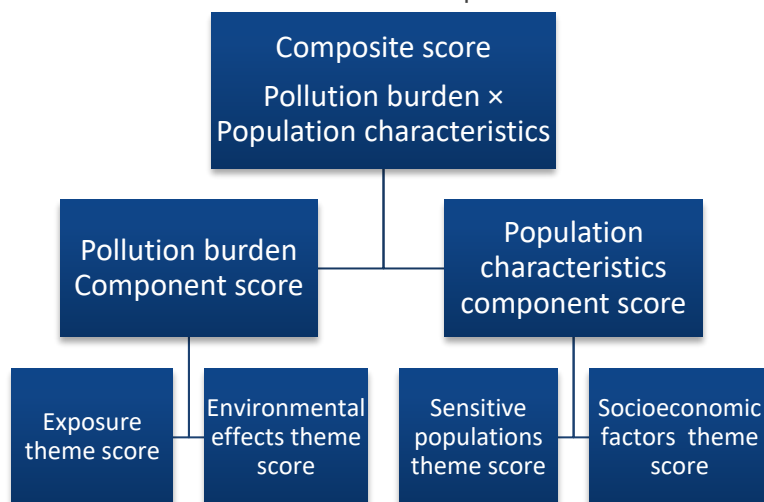 Composite score
Pollution burden ×
Population characteristics
Pollution burden
Component score
Population
characteristics
component score
Exposure
theme score
Environmental
effects theme
score
Sensitive
populations
theme score
Socioeconomic
factors theme
score